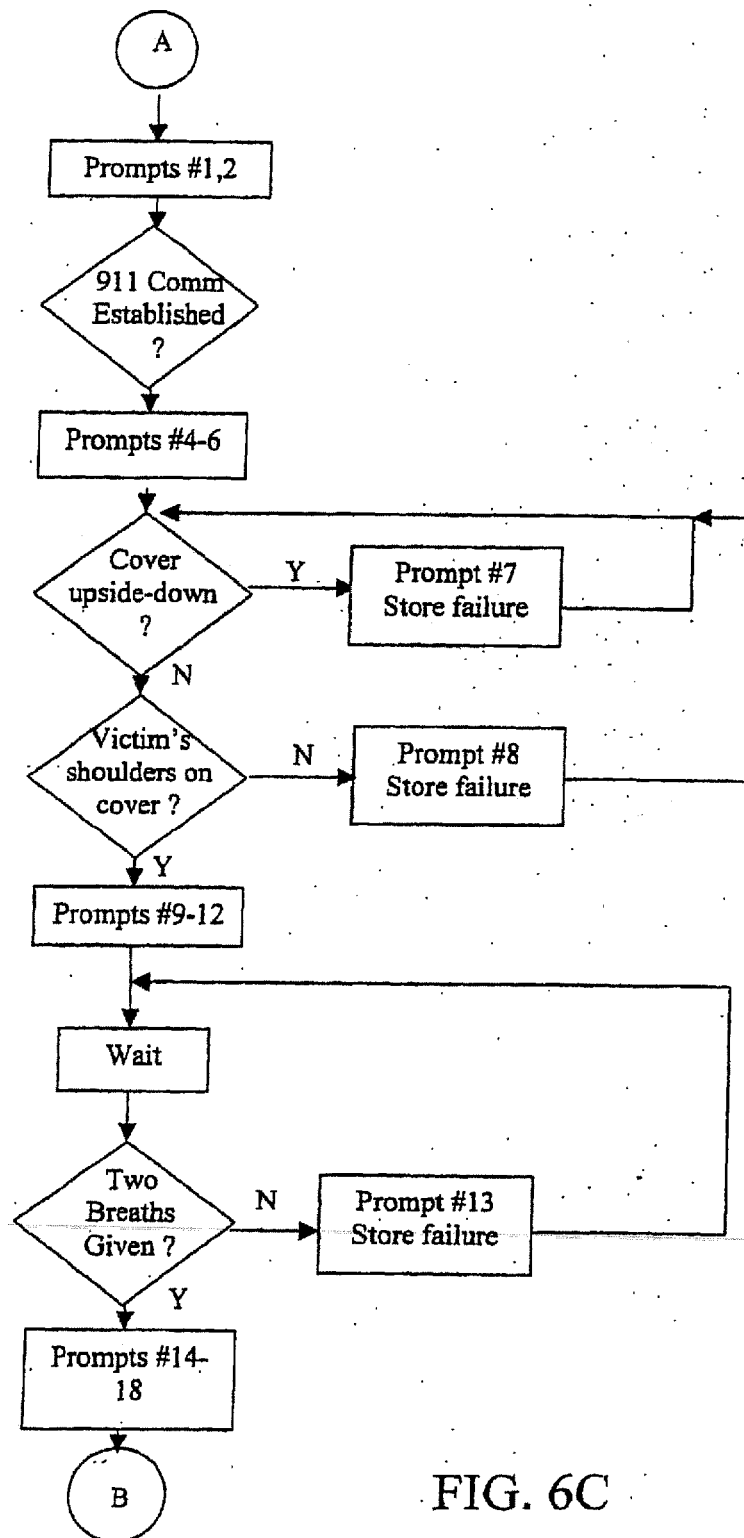 A
Prompts #1,2
911 Comm
Established
?
Prompts #4-6
Cover
upside-down
?
Y
Prompt #7
Store failure
N
Victim's
shoulders on
cover ?
N
Prompt #8
Store failure
Y
Prompts #9-12
Wait
Two
Breaths
Given ?
N
Prompt #13
Store failure
Y
Prompts #14-
18
B
FIG. 6C